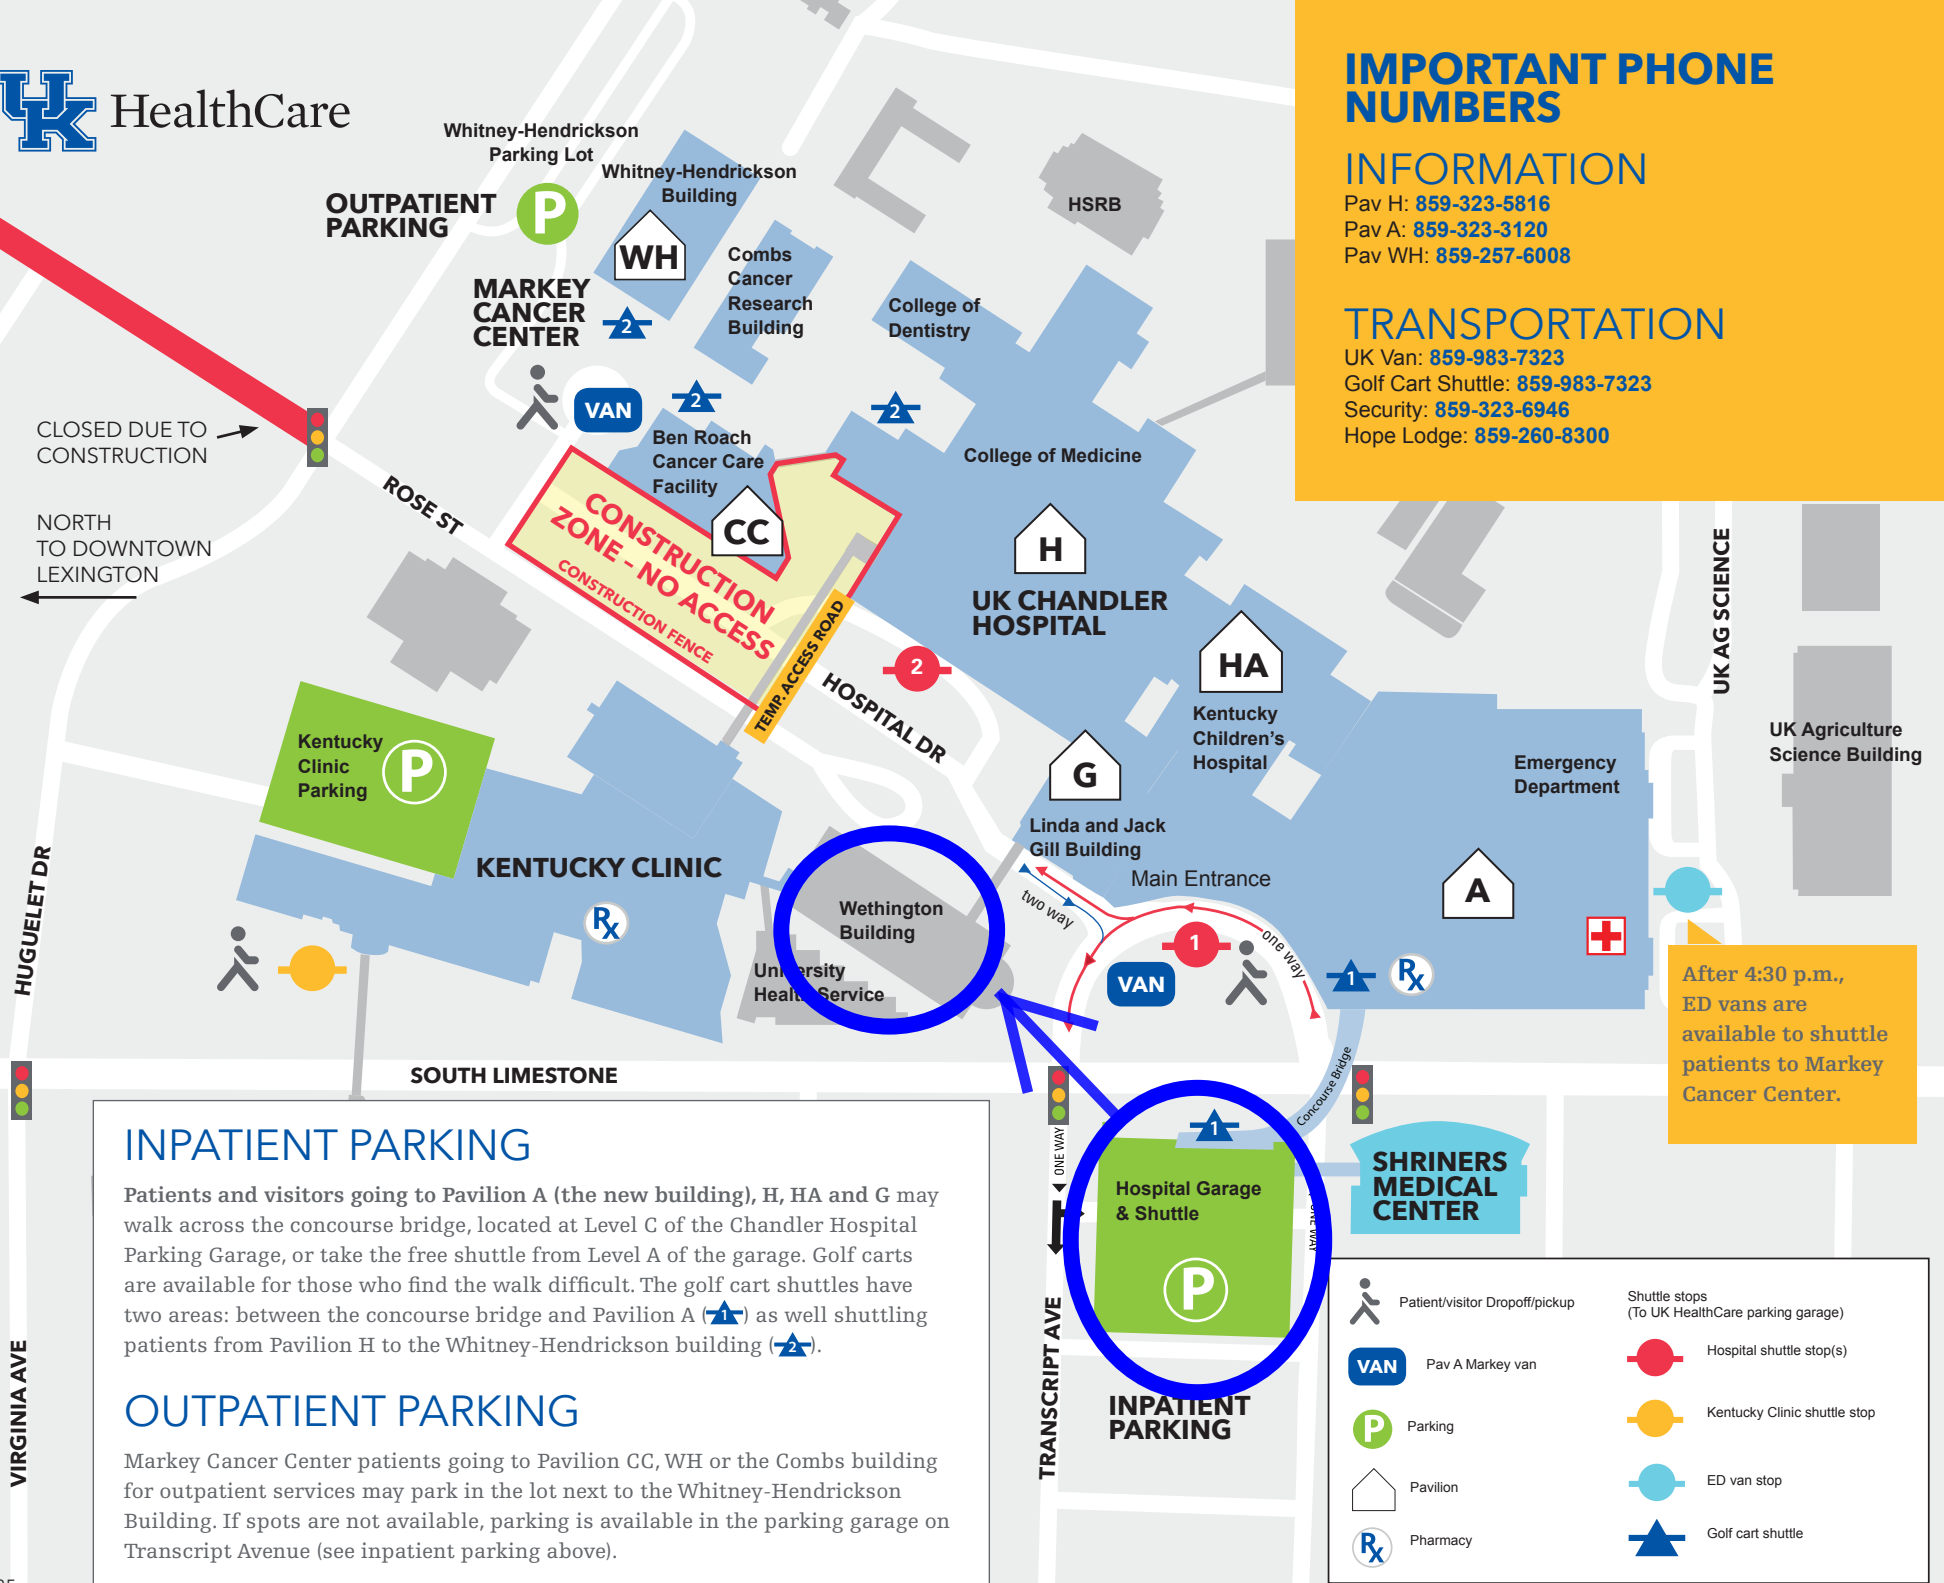 UK HealthCare
IMPORTANT PHONE
NUMBERS
INFORMATION
Pav H: 859-323-5816
Pav A: 859-323-3120
Pav WH: 859-257-6008
TRANSPORTATION
UK Van: 859-983-7323
Golf Cart Shuttle: 859-983-7323
Security: 859-323-6946
Hope Lodge: 859-260-8300
Whitney-Hendrickson
Parking Lot
OUTPATIENT
PARKING
P
Whitney-Hendrickson
Building
WH
HSRB
Combs
Cancer
Research
Building
MARKEY
CANCER
CENTER
2
College of
Dentistry
VAN
2
2
CLOSED DUE TO
CONSTRUCTION
Ben Roach
Cancer Care
Facility
CC
College of Medicine
ROSE ST
CONSTRUCTION
ZONE - NO ACCESS
CONSTRUCTION FENCE
NORTH
TO DOWNTOWN
LEXINGTON
H
UK CHANDLER
HOSPITAL
TEMP. ACCESS ROAD
HOSPITAL DR
2
HA
Kentucky
Children's
Hospital
UK AG SCIENCE
UK Agriculture
Science Building
Kentucky
Clinic
Parking
P
G
Linda and Jack
Gill Building
Emergency
Department
KENTUCKY CLINIC
Rx
Main Entrance
A
two way
one way
HUGUELET DR
Wethington
Building
University
Health Service
1
VAN
1
Rx
After 4:30 p.m.,
ED vans are
available to shuttle
patients to Markey
Cancer Center.
SOUTH LIMESTONE
Concourse Bridge
1
ONE WAY
ONE WAY
Hospital Garage
& Shuttle
P
SHRINERS
MEDICAL
CENTER
TRANSCRIPT AVE
INPATIENT
PARKING
VIRGINIA AVE
INPATIENT PARKING
Patients and visitors going to Pavilion A (the new building), H, HA and G may
walk across the concourse bridge, located at Level C of the Chandler Hospital
Parking Garage, or take the free shuttle from Level A of the garage. Golf carts
are available for those who find the walk difficult. The golf cart shuttles have
two areas: between the concourse bridge and Pavilion A (1) as well shuttling
patients from Pavilion H to the Whitney-Hendrickson building (2).
OUTPATIENT PARKING
Markey Cancer Center patients going to Pavilion CC, WH or the Combs building
for outpatient services may park in the lot next to the Whitney-Hendrickson
Building. If spots are not available, parking is available in the parking garage on
Transcript Avenue (see inpatient parking above).
Patient/visitor Dropoff/pickup
VAN Pav A Markey van
P Parking
Pavilion
Rx Pharmacy
Shuttle stops
(To UK HealthCare parking garage)
Hospital shuttle stop(s)
Kentucky Clinic shuttle stop
ED van stop
Golf cart shuttle